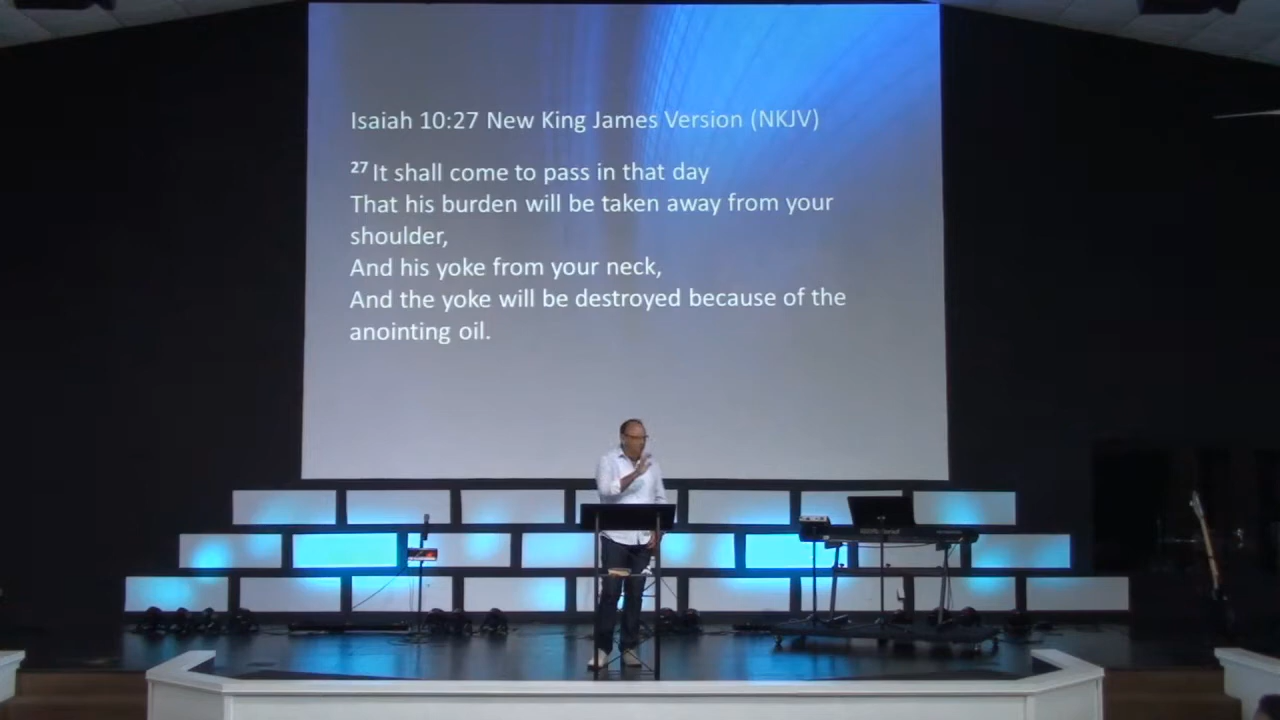 Isaiah 10:27 New King James Version (NKJV)
27 It shall come to pass in that day
That his burden will be taken away from your
shoulder,
And his yoke from your neck,
And the yoke will be destroyed because of the
anointing oil.